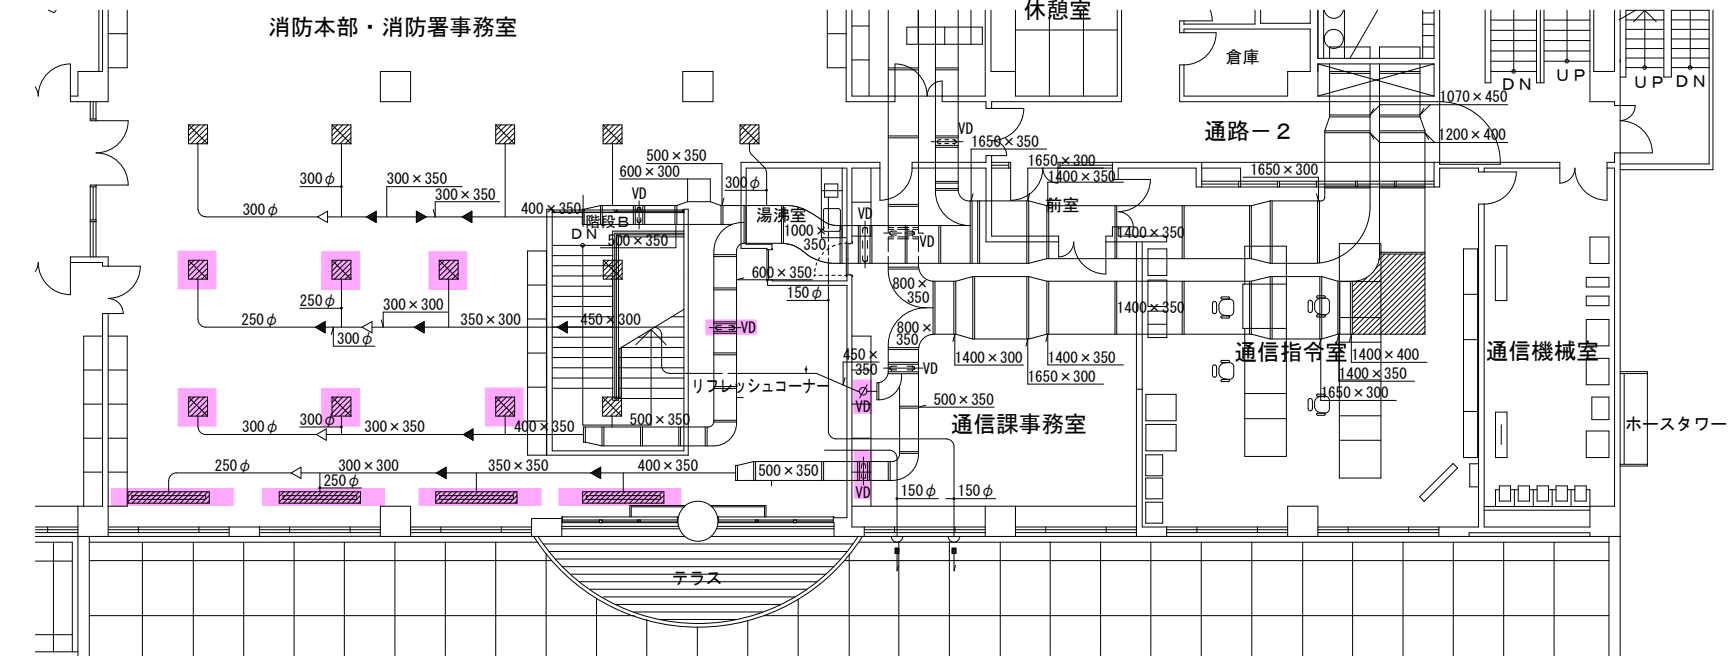 消防本部・消防署事務室
休憩室
倉庫
DN
UP
UP
DN
1070×450
1200×400
通路－2
VD
1650×350
1650×300
1400×350
1650×300
500×350
600×300
VD
300φ
300φ
300×350
300×350
300φ
400×350
階段B
DN
500×350
湯沸室
1000×
350
VD
VD
前室
1400×350
600×350
150φ
800×
350
800×
350
1400×350
250φ
300×300
250φ
300φ
350×300
450×300
VD
リフレッシュコーナー
450×
350
VD
VD
1400×300
1400×350
1650×300
通信指令室
1400×400
1400×350
1650×300
通信機械室
ホースタワー
300φ
300φ
300×350
400×350
500×350
500×350
通信課事務室
250φ
300×300
250φ
350×350
400×350
500×350
VD
150φ
150φ
テラス